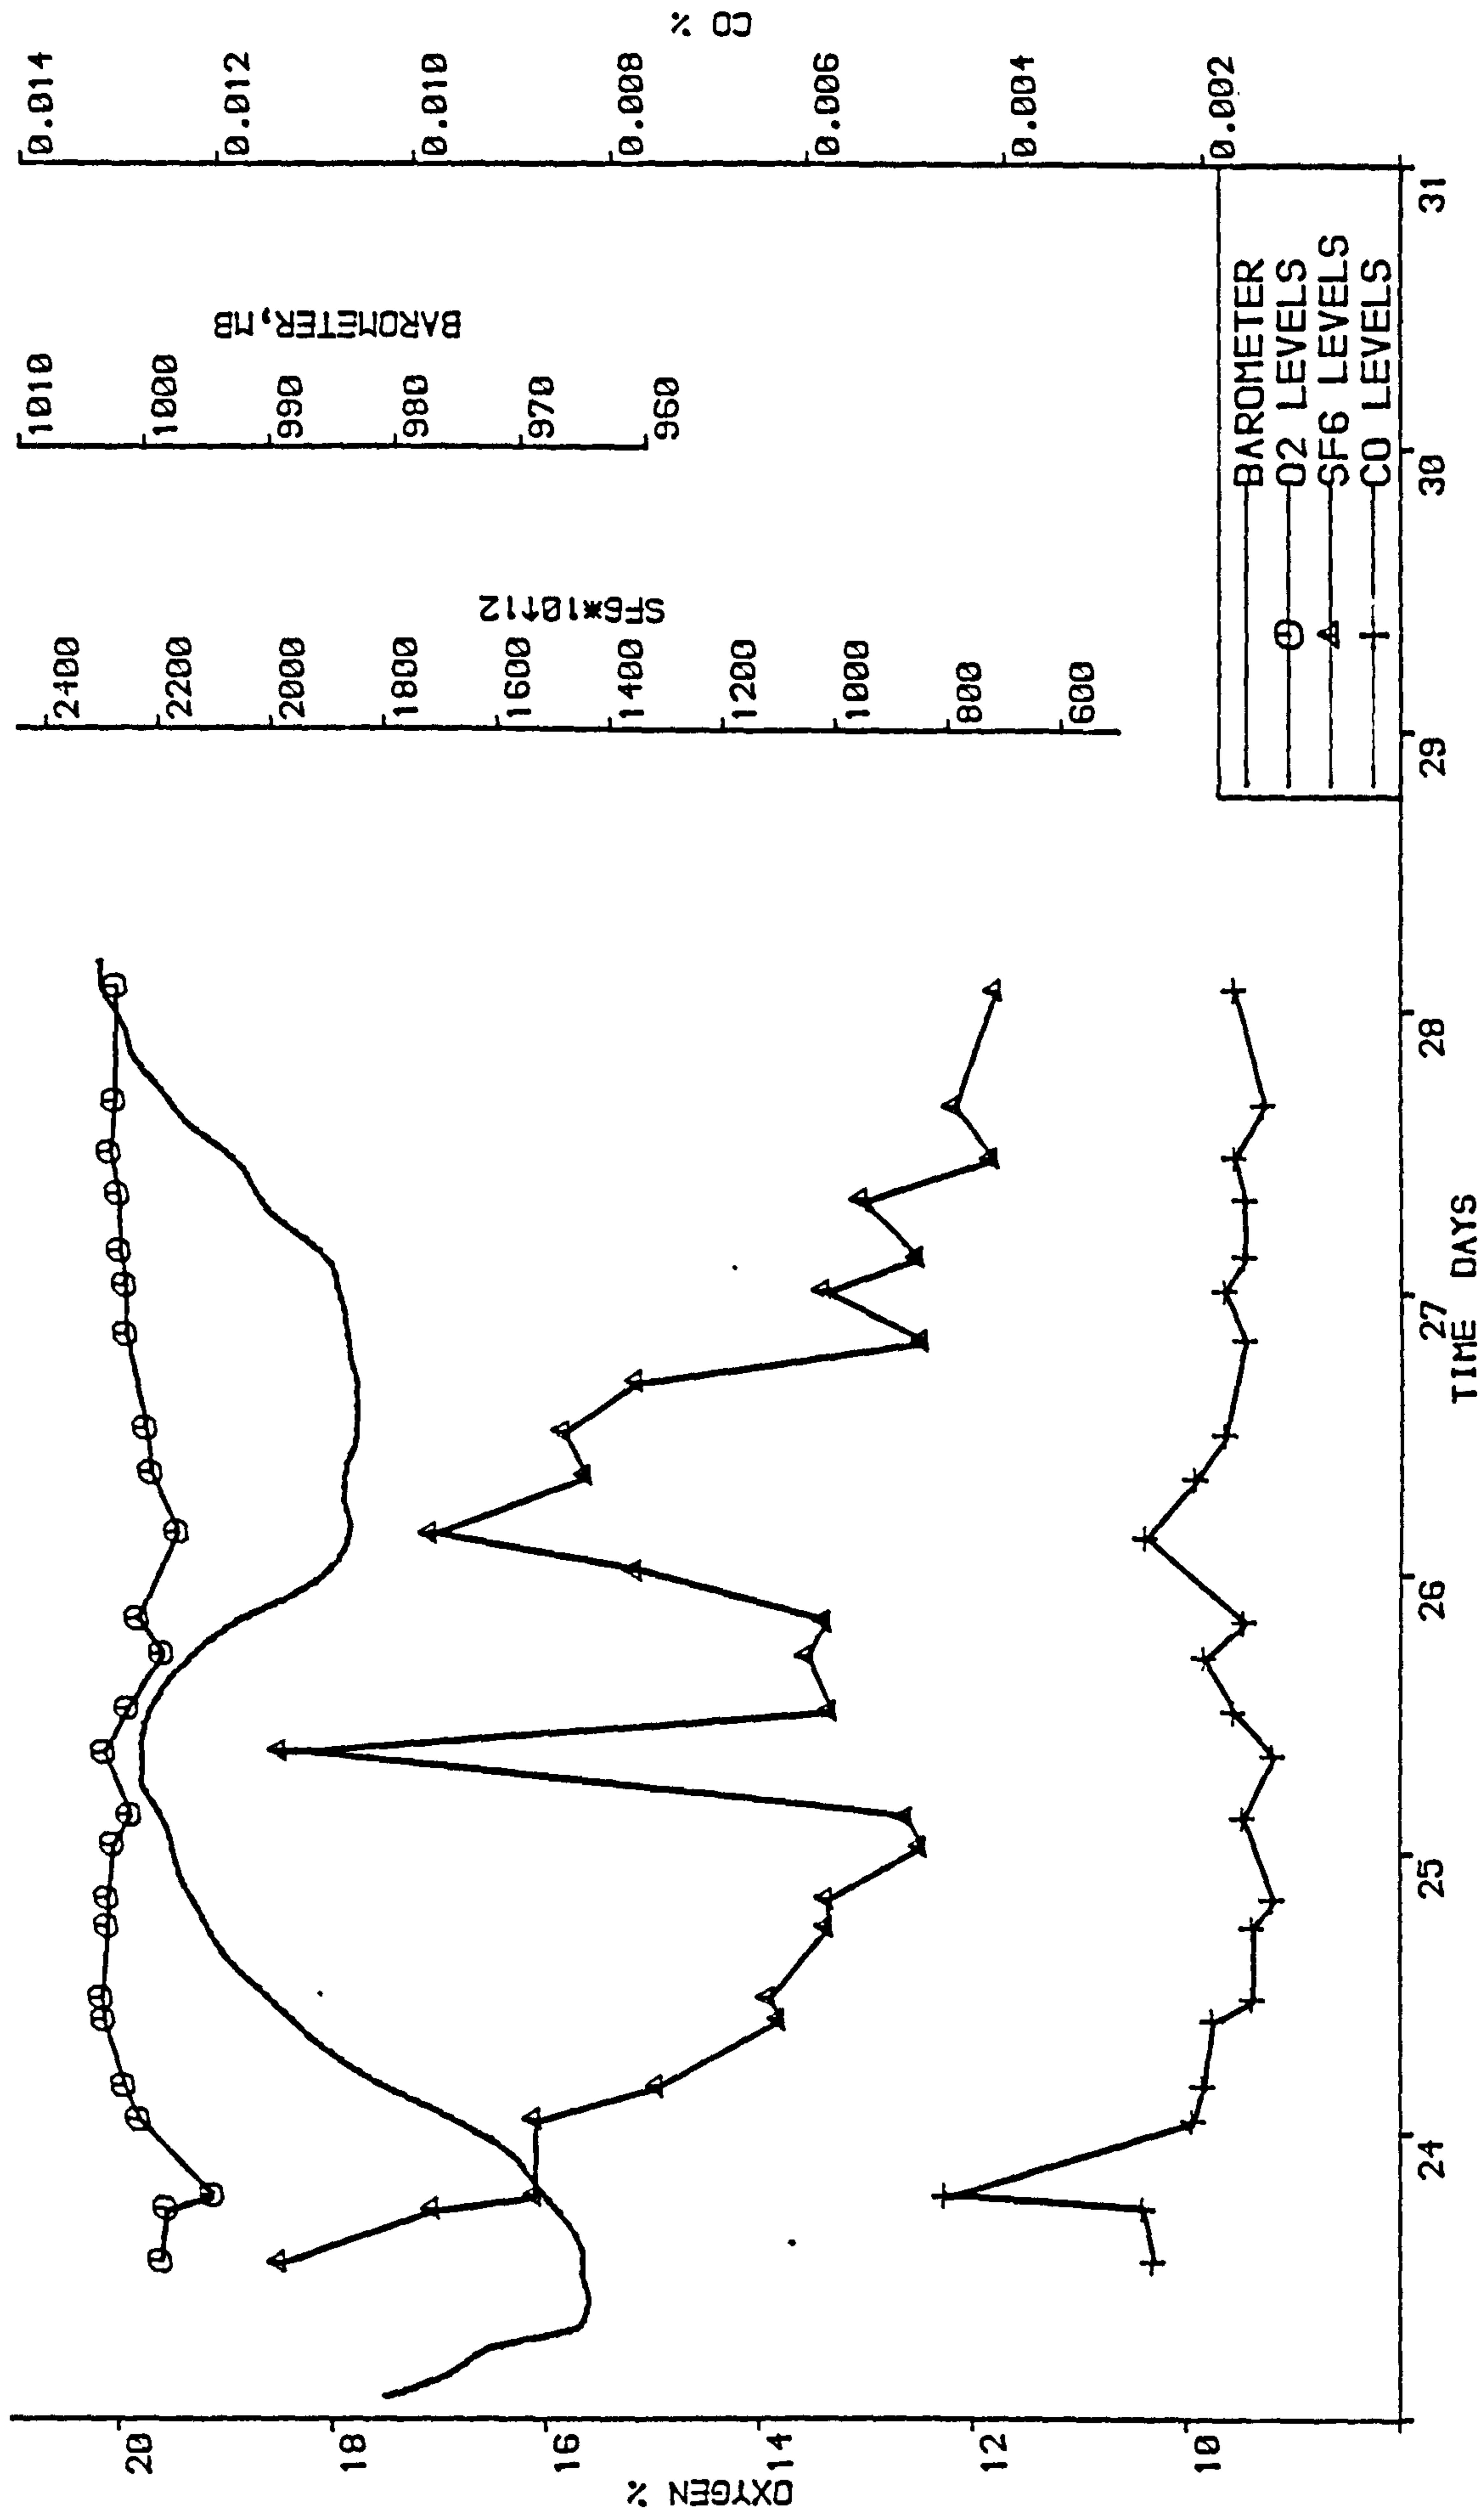 OXYGEN %
20
18
16
14
12
10
SF6*10↑12
2400
2200
2000
1800
1600
1400
1200
1000
800
600
BAROMETER,MB
1010
1000
990
980
970
960
CO %
0.014
0.012
0.010
0.008
0.006
0.004
0.002
BAROMETER
O2 LEVELS
SF6 LEVELS
CO LEVELS
24 25 26 27 28 29 30 31
TIME DAYS